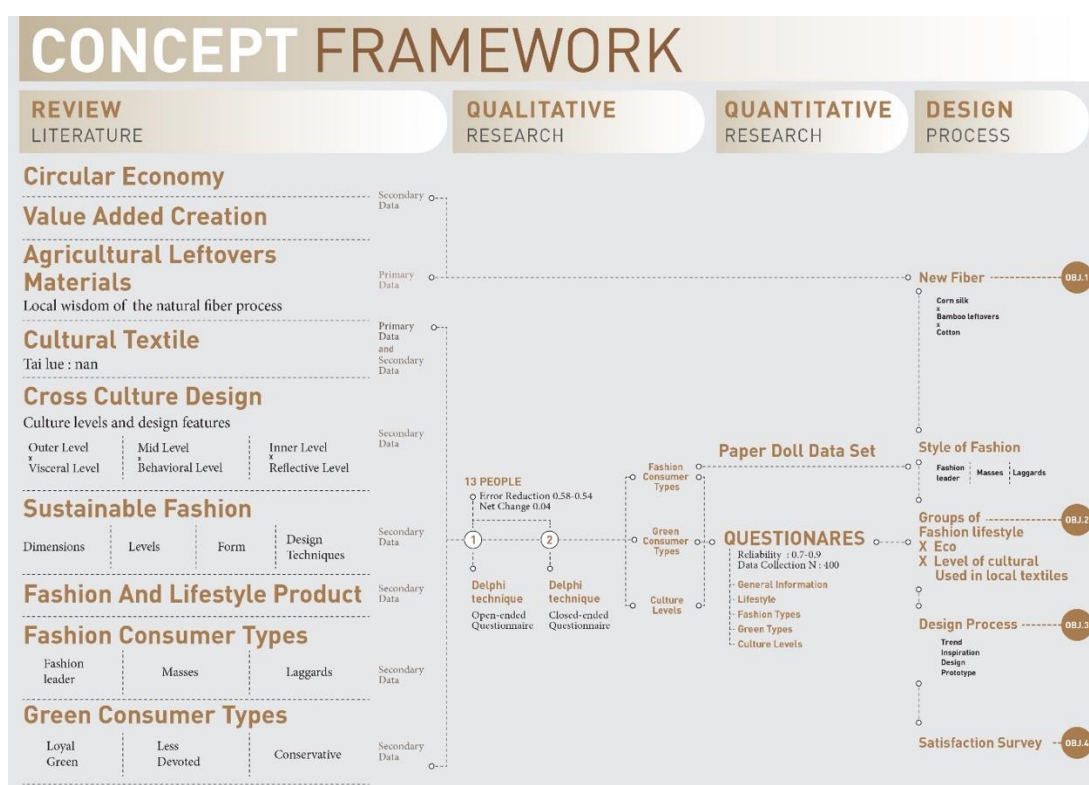 CONCEPT FRAMEWORK
REVIEW
LITERATURE
QUALITATIVE
RESEARCH
QUANTITATIVE
RESEARCH
DESIGN
PROCESS
Circular Economy
Secondary
Data
Value Added Creation
Agricultural Leftovers
Materials
Local wisdom of the natural fiber process
Primary
Data
Cultural Textile
Tai lue : nan
Primary
Data
and
Secondary
Data
Cross Culture Design
Culture levels and design features
Outer Level
x
Visceral Level
Mid Level
x
Behavioral Level
Inner Level
x
Reflective Level
Secondary
Data
Sustainable Fashion
Dimensions
Levels
Form
Design
Techniques
Secondary
Data
Fashion And Lifestyle Product
Secondary
Data
Fashion Consumer Types
Fashion
leader
Masses
Laggards
Secondary
Data
Green Consumer Types
Loyal
Green
Less
Devoted
Conservative
Secondary
Data
13 PEOPLE
Error Reduction 0.58-0.54
Net Change 0.04
1
2
Delphi
technique
Open-ended
Questionnaire
Delphi
technique
Closed-ended
Questionnaire
Fashion
Consumer
Types
Green
Consumer
Types
Culture
Levels
Paper Doll Data Set
QUESTIONARES
Reliability : 0.7-0.9
Data Collection N : 400
General Information
Lifestyle
Fashion Types
Green Types
Culture Levels
New Fiber
OBJ.1
Corn silk
x
Bamboo leftovers
x
Cotton
Style of Fashion
Fashion
leader
Masses
Laggards
Groups of
Fashion lifestyle
X Eco
X Level of cultural
Used in local textiles
OBJ.2
Design Process
OBJ.3
Trend
Inspiration
Design
Prototype
Satisfaction Survey
OBJ.4